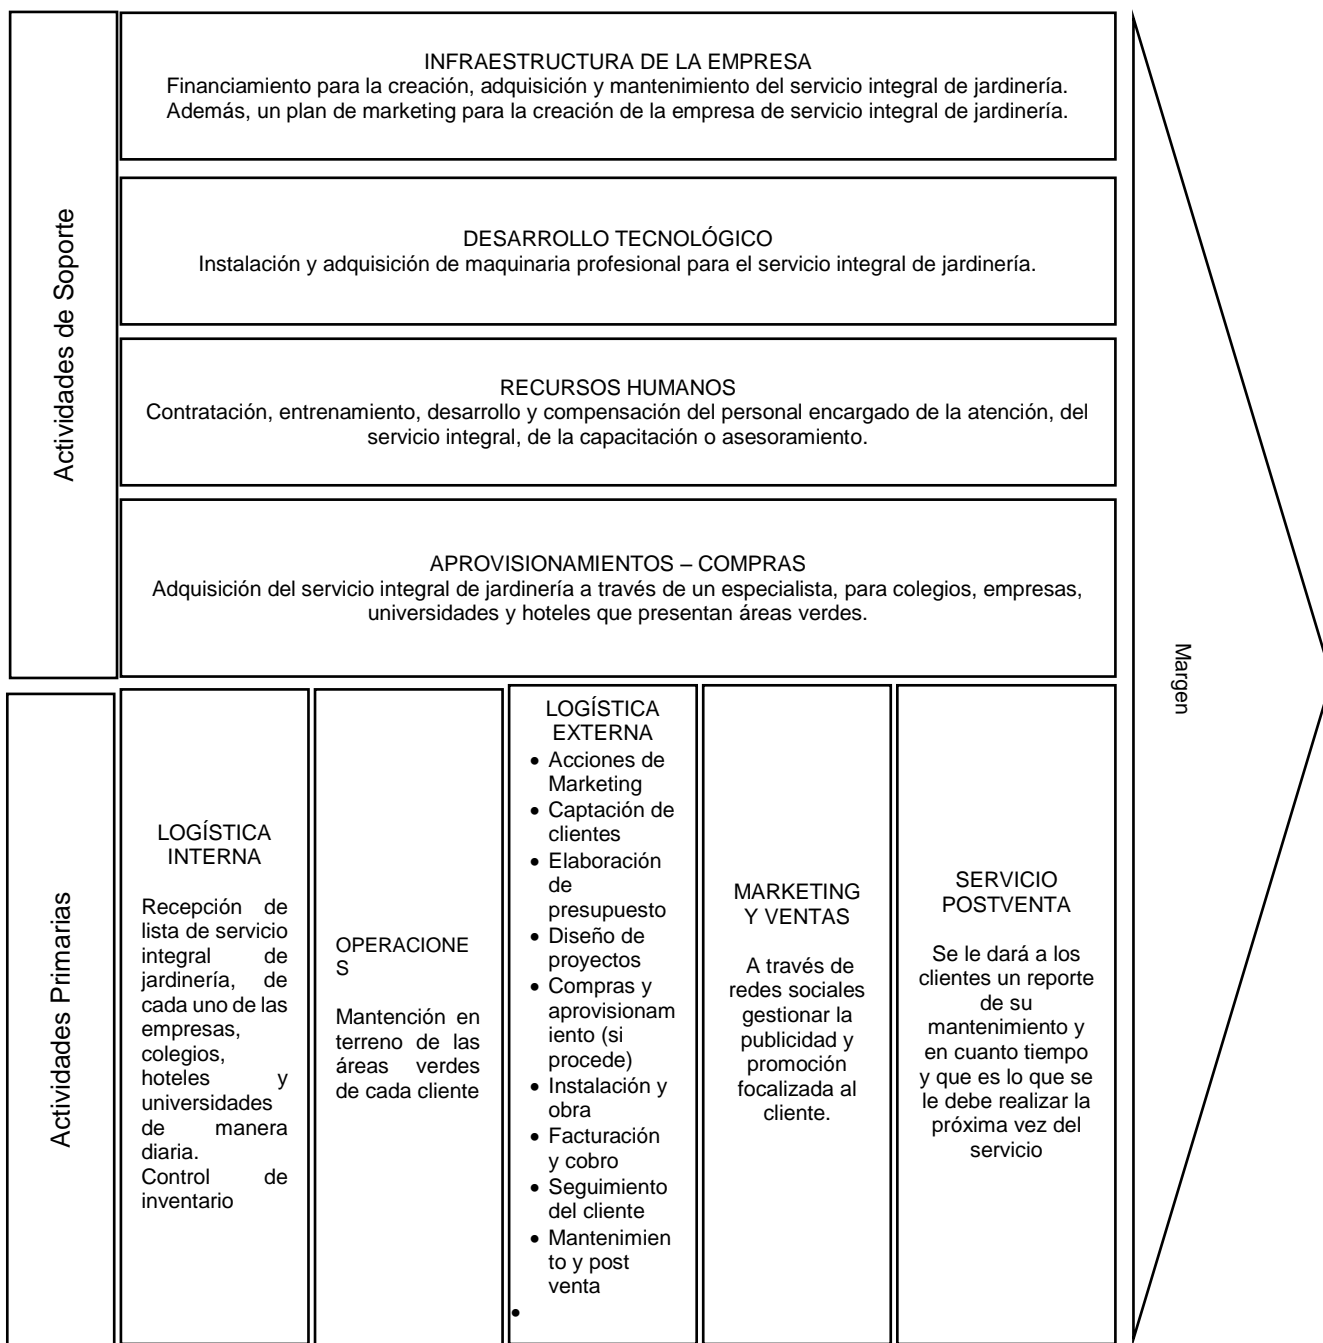 Actividades de Soporte
INFRAESTRUCTURA DE LA EMPRESA
Financiamiento para la creación, adquisición y mantenimiento del servicio integral de jardinería.
Además, un plan de marketing para la creación de la empresa de servicio integral de jardinería.
DESARROLLO TECNOLÓGICO
Instalación y adquisición de maquinaria profesional para el servicio integral de jardinería.
RECURSOS HUMANOS
Contratación, entrenamiento, desarrollo y compensación del personal encargado de la atención, del
servicio integral, de la capacitación o asesoramiento.
APROVISIONAMIENTOS – COMPRAS
Adquisición del servicio integral de jardinería a través de un especialista, para colegios, empresas,
universidades y hoteles que presentan áreas verdes.
Actividades Primarias
LOGÍSTICA
INTERNA
Recepción de
lista de servicio
integral de
jardinería, de
cada uno de las
empresas,
colegios,
hoteles y
universidades
de manera
diaria.
Control de
inventario
OPERACIONE
S
Mantención en
terreno de las
áreas verdes
de cada cliente
LOGÍSTICA
EXTERNA
• Acciones de
Marketing
• Captación de
clientes
• Elaboración
de
presupuesto
• Diseño de
proyectos
• Compras y
aprovisionam
iento (si
procede)
• Instalación y
obra
• Facturación
y cobro
• Seguimiento
del cliente
• Mantenimien
to y post
venta
•
MARKETING
Y VENTAS
A través de
redes sociales
gestionar la
publicidad y
promoción
focalizada al
cliente.
SERVICIO
POSTVENTA
Se le dará a los
clientes un reporte
de su
mantenimiento y
en cuanto tiempo
y que es lo que se
le debe realizar la
próxima vez del
servicio
Margen